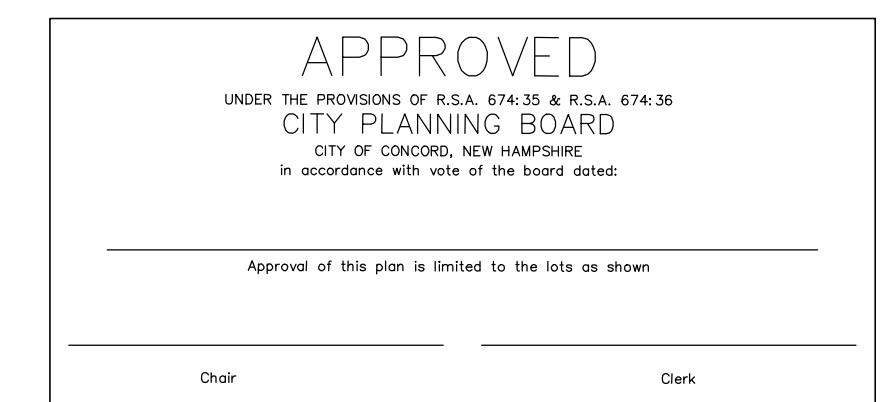 APPROVED
UNDER THE PROVISIONS OF R.S.A. 674:35 & R.S.A. 674:36
CITY PLANNING BOARD
CITY OF CONCORD, NEW HAMPSHIRE
in accordance with vote of the board dated:
Approval of this plan is limited to the lots as shown
Chair Clerk